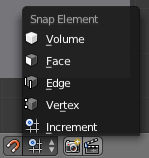 Snap Element
Volume
Face
Edge
Vertex
Increment